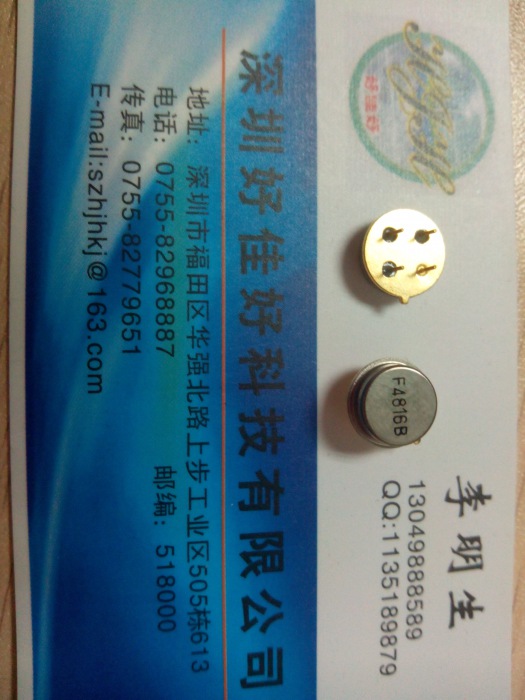 好佳好
李明生
13049888589
QQ:1135189879
F4816B
深圳好佳好科技有限公司
地址: 深圳市福田区华强北路上步工业区505栋613
电话: 0755-82968887 邮编: 518000
传真: 0755-82779651
E-mail:szhjhkj@163.com